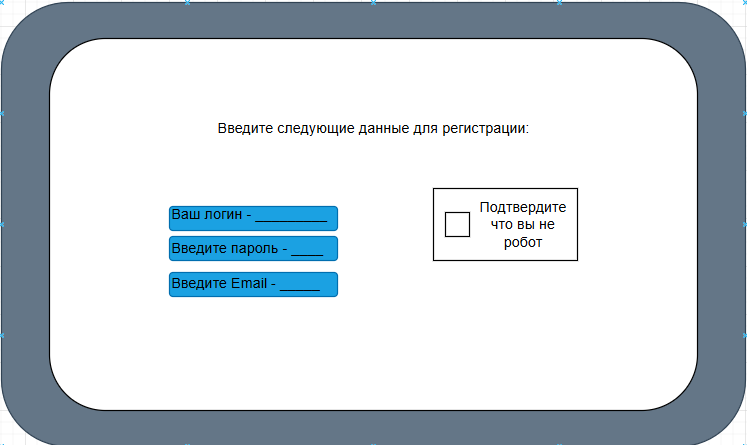 Введите следующие данные для регистрации:
Ваш логин - _________
Введите пароль - ____
Введите Email - _____
Подтвердите
что вы не
робот